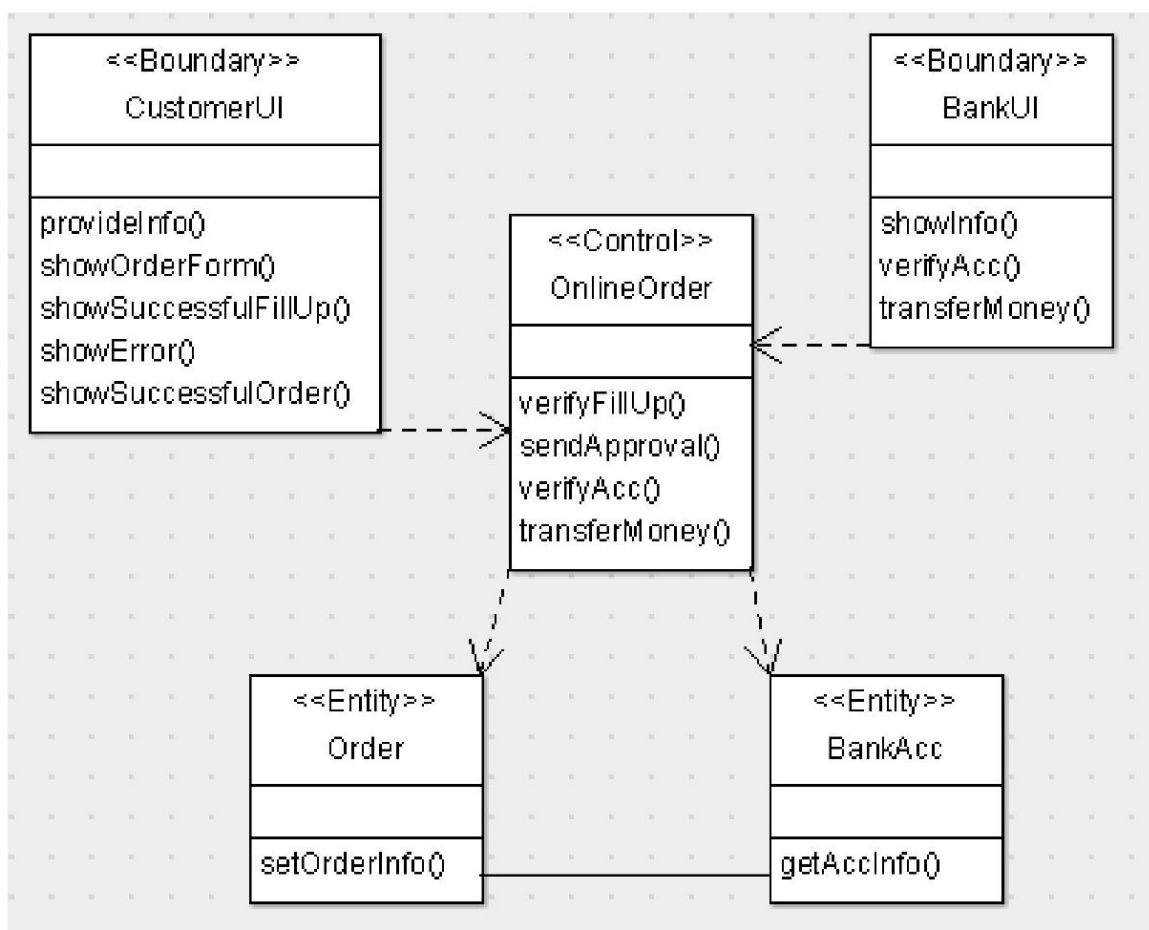 <<Boundary>>
CustomerUI
provideInfo()
showOrderForm()
showSuccessfulFillUp()
showError()
showSuccessfulOrder()
<<Boundary>>
BankUI
showInfo()
verifyAcc()
transferMoney()
<<Control>>
OnlineOrder
verifyFillUp()
sendApproval()
verifyAcc()
transferMoney()
<<Entity>>
Order
setOrderInfo()
<<Entity>>
BankAcc
getAccInfo()